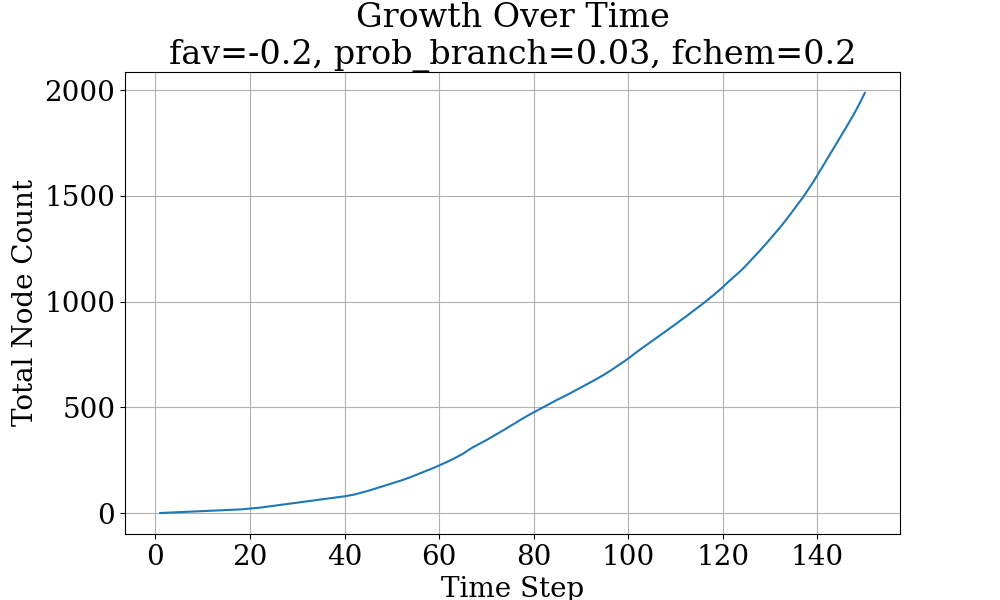 Growth Over Time
fav=-0.2, prob_branch=0.03, fchem=0.2
Total Node Count
2000
1500
1000
500
0
0 20 40 60 80 100 120 140
Time Step